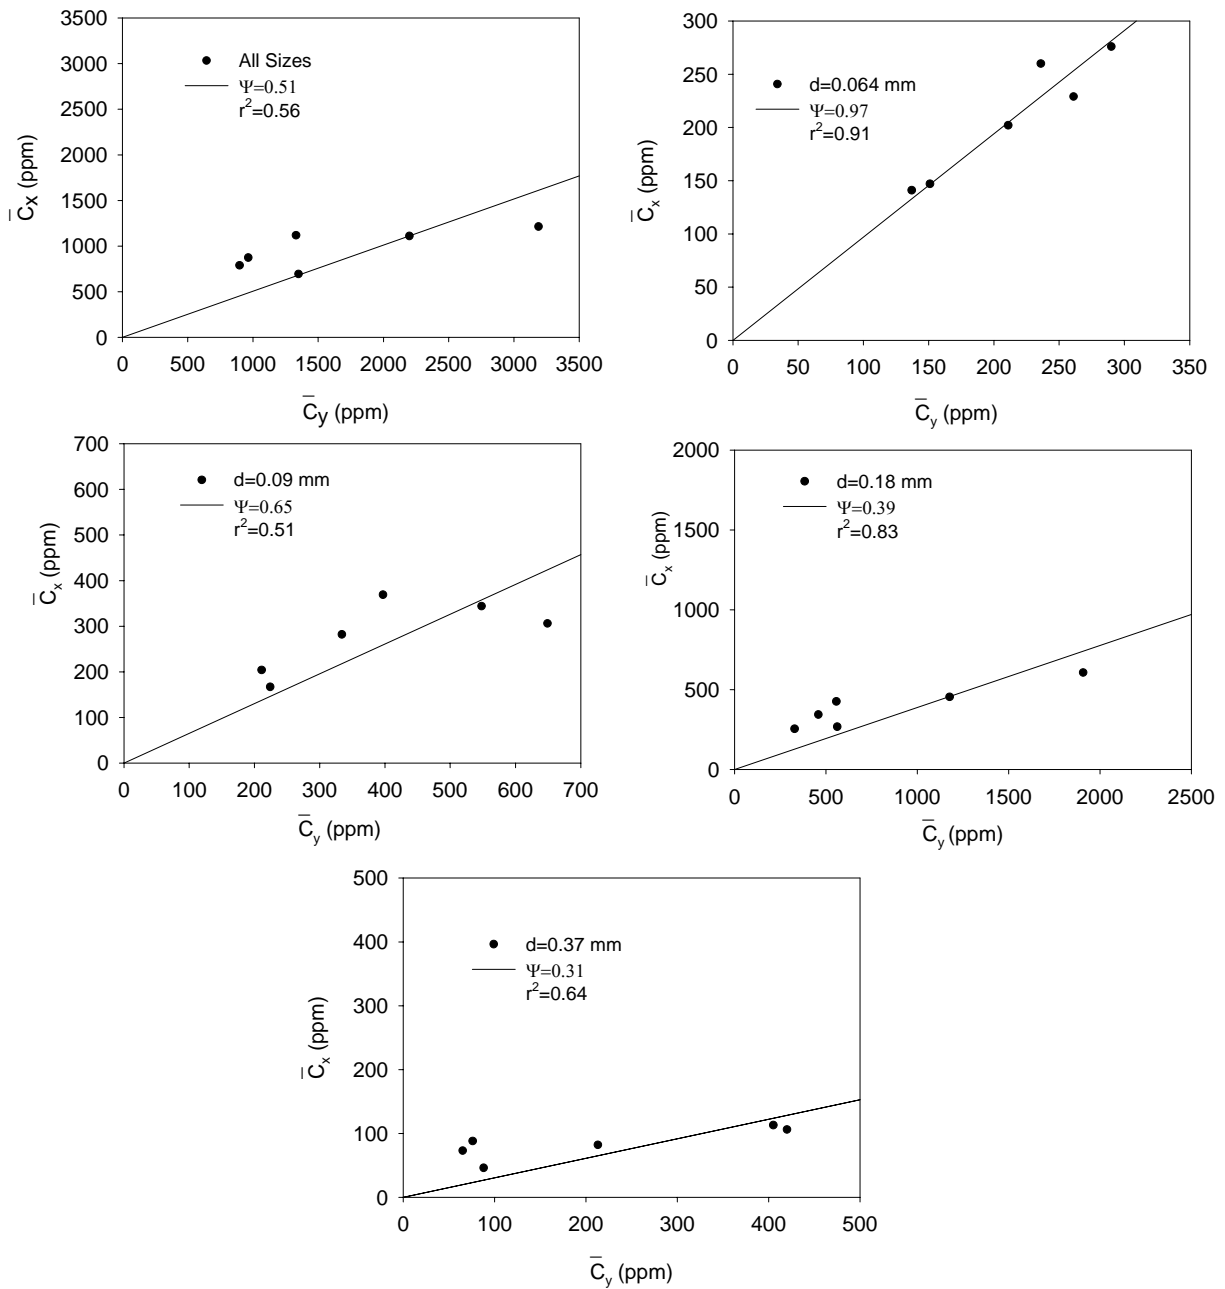 3500
3000
2500
2000
1500
1000
500
0
C̅x (ppm)
All Sizes
Ψ=0.51
r²=0.56
0 500 1000 1500 2000 2500 3000 3500
C̅y (ppm)
300
250
200
150
100
50
0
C̅x (ppm)
d=0.064 mm
Ψ=0.97
r²=0.91
0 50 100 150 200 250 300 350
C̅y (ppm)
700
600
500
400
300
200
100
0
C̅x (ppm)
d=0.09 mm
Ψ=0.65
r²=0.51
0 100 200 300 400 500 600 700
C̅y (ppm)
2000
1500
1000
500
0
C̅x (ppm)
d=0.18 mm
Ψ=0.39
r²=0.83
0 500 1000 1500 2000 2500
C̅y (ppm)
500
400
300
200
100
0
C̅x (ppm)
d=0.37 mm
Ψ=0.31
r²=0.64
0 100 200 300 400 500
C̅y (ppm)